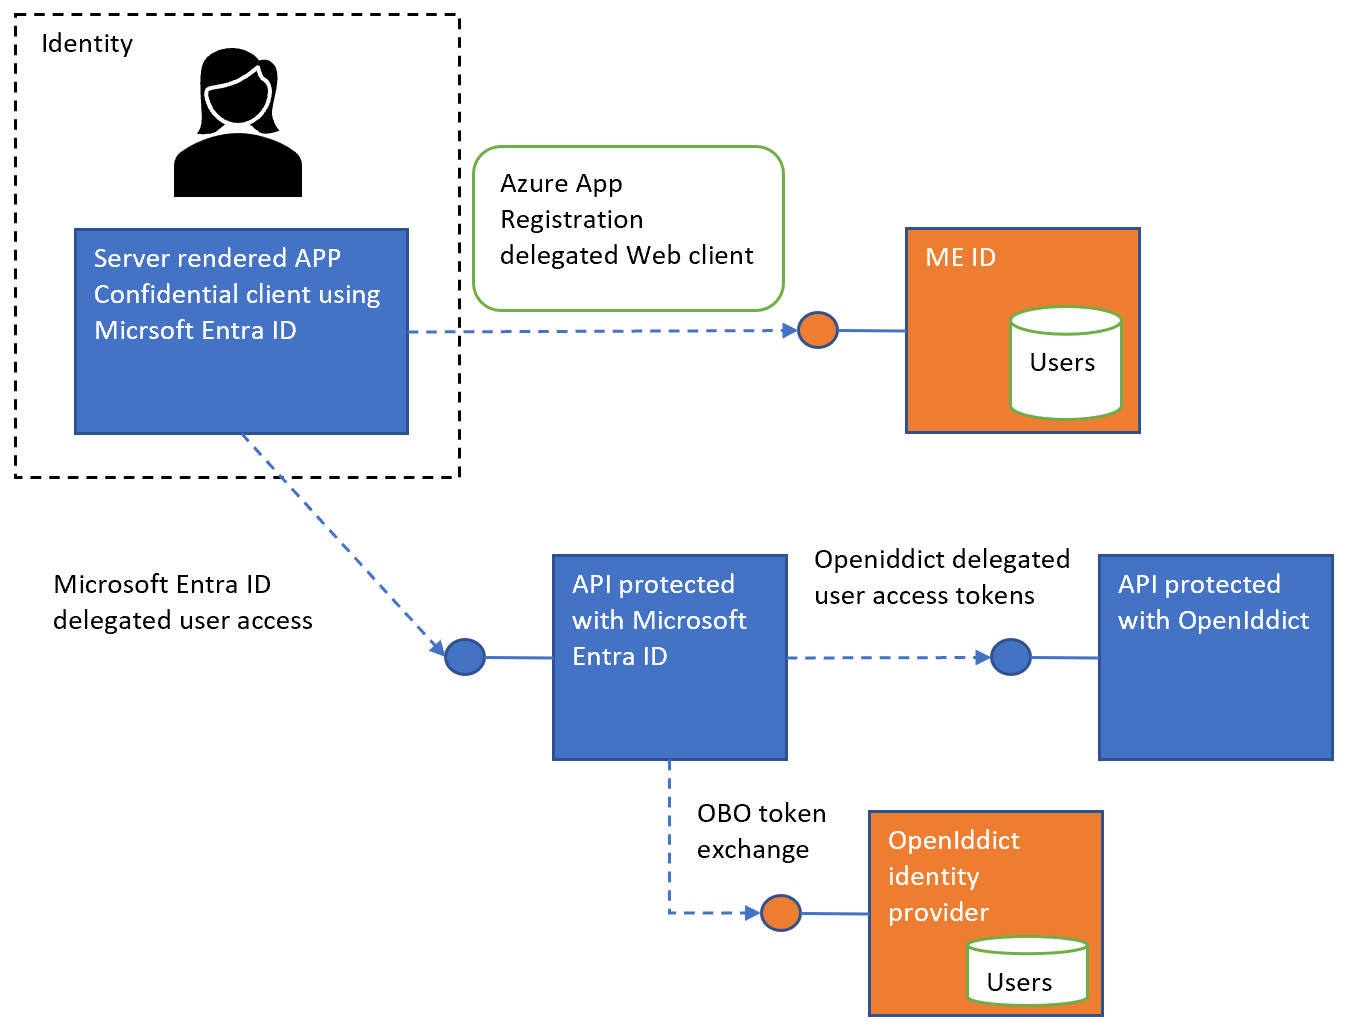 Identity
Server rendered APP
Confidential client using
Micrsoft Entra ID
Azure App
Registration
delegated Web client
ME ID
Users
Microsoft Entra ID
delegated user access
API protected
with Microsoft
Entra ID
Openiddict delegated
user access tokens
API protected
with OpenIddict
OBO token
exchange
OpenIddict
identity
provider
Users